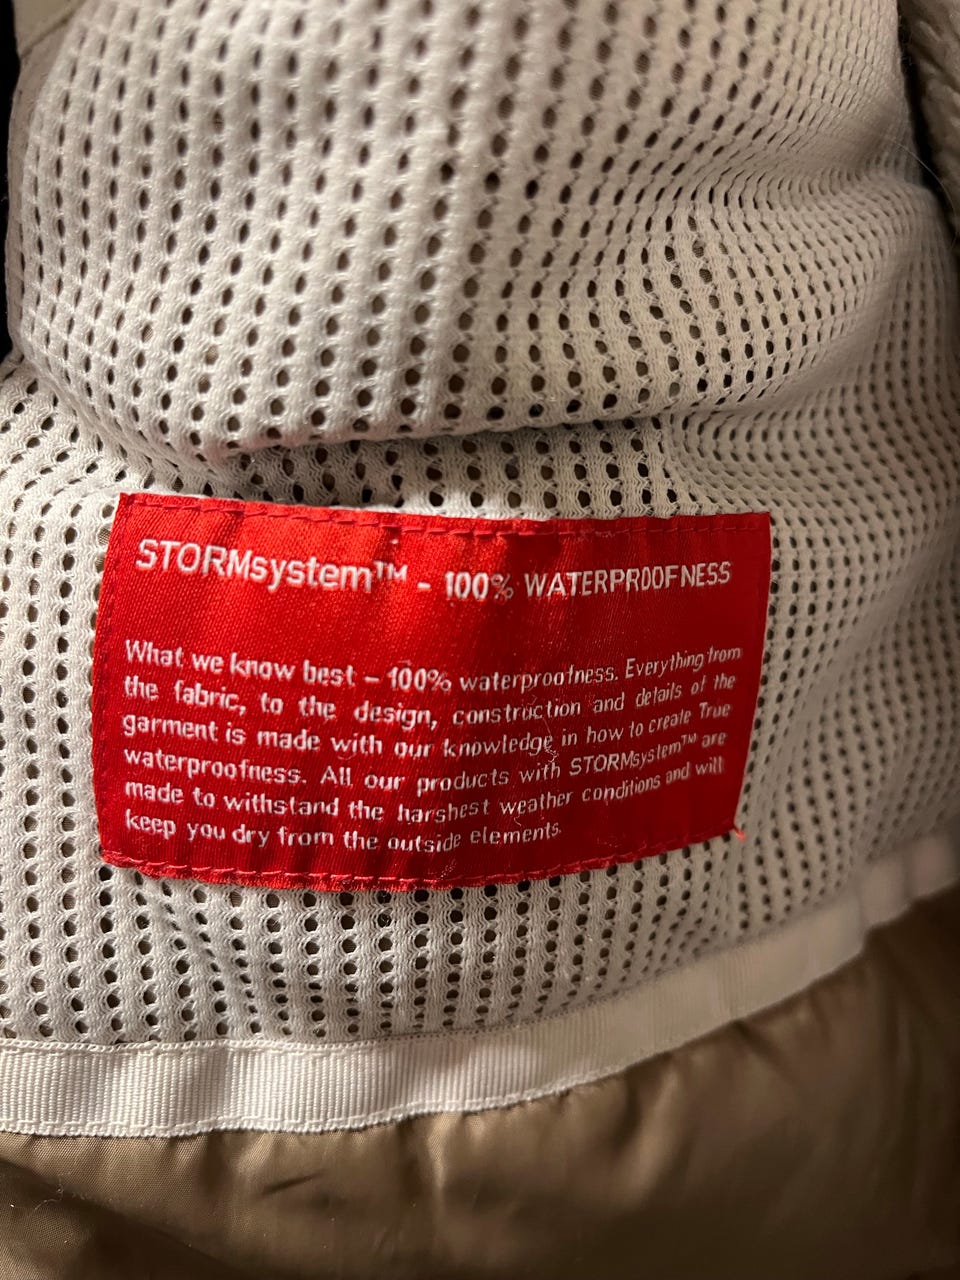 STORMsystem™ - 100% WATERPROOFNESS
What we know best – 100% waterproofness. Everything from
the fabric, to the design, construction and details of the
garment is made with our knowledge in how to create True
waterproofness. All our products with STORMsystem™ are
made to withstand the harshest weather conditions and will
keep you dry from the outside elements.